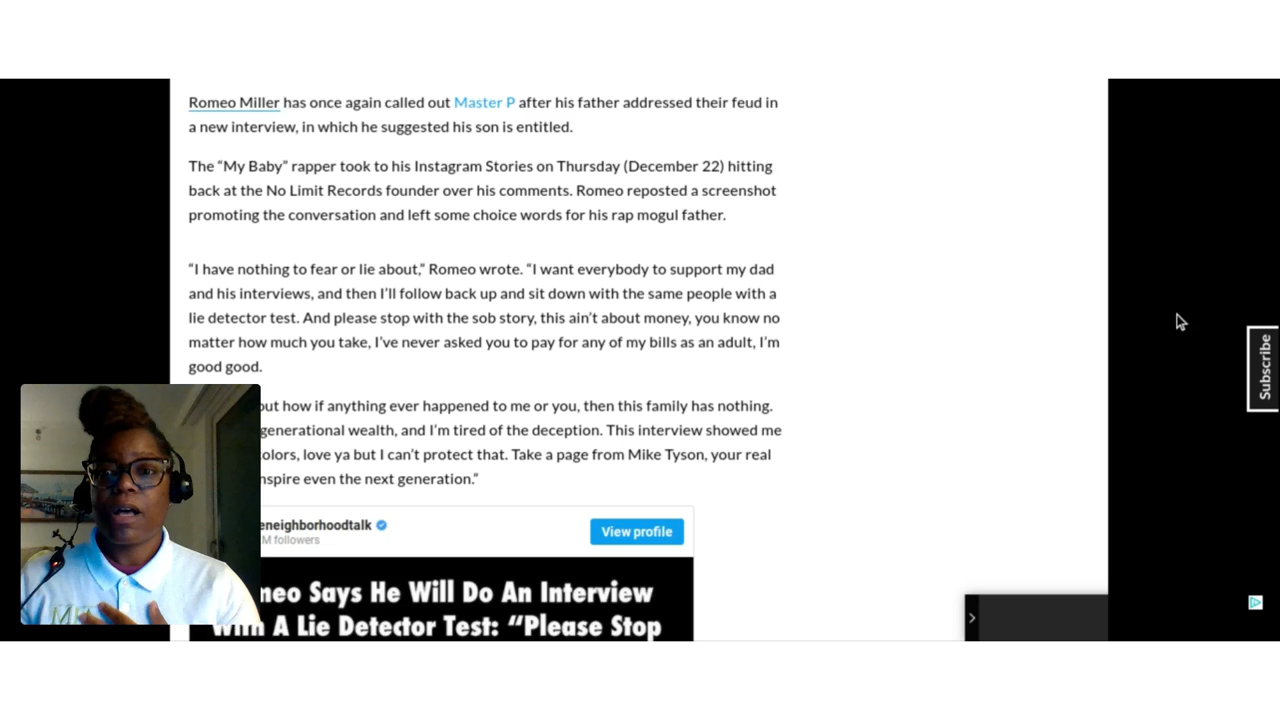 Romeo Miller has once again called out Master P after his father addressed their feud in
a new interview, in which he suggested his son is entitled.
The “My Baby” rapper took to his Instagram Stories on Thursday (December 22) hitting
back at the No Limit Records founder over his comments. Romeo reposted a screenshot
promoting the conversation and left some choice words for his rap mogul father.
“I have nothing to fear or lie about,” Romeo wrote. “I want everybody to support my dad
and his interviews, and then I’ll follow back up and sit down with the same people with a
lie detector test. And please stop with the sob story, this ain’t about money, you know no
matter how much you take, I’ve never asked you to pay for any of my bills as an adult, I’m
good good.
how if anything ever happened to me or you, then this family has nothing.
generational wealth, and I’m tired of the deception. This interview showed me
love ya but I can’t protect that. Take a page from Mike Tyson, your real
even the next generation.”
eneighborhoodtalk
M followers
View profile
meo Says He Will Do An Interview
With A Lie Detector Test: “Please Stop
Subscribe